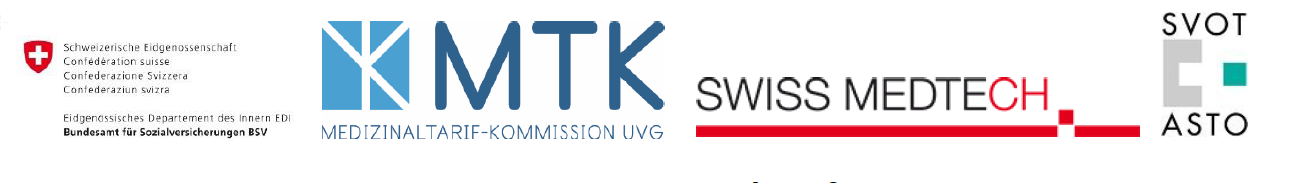 Schweizerische Eidgenossenschaft
Confédération suisse
Confederazione Svizzera
Confederaziun svizra
Eidgenössisches Departement des Innern EDI
Bundesamt für Sozialversicherungen BSV
MTK
MEDIZINALTARIF-KOMMISSION UVG
SWISS MEDTECH
SVOT
ASTO